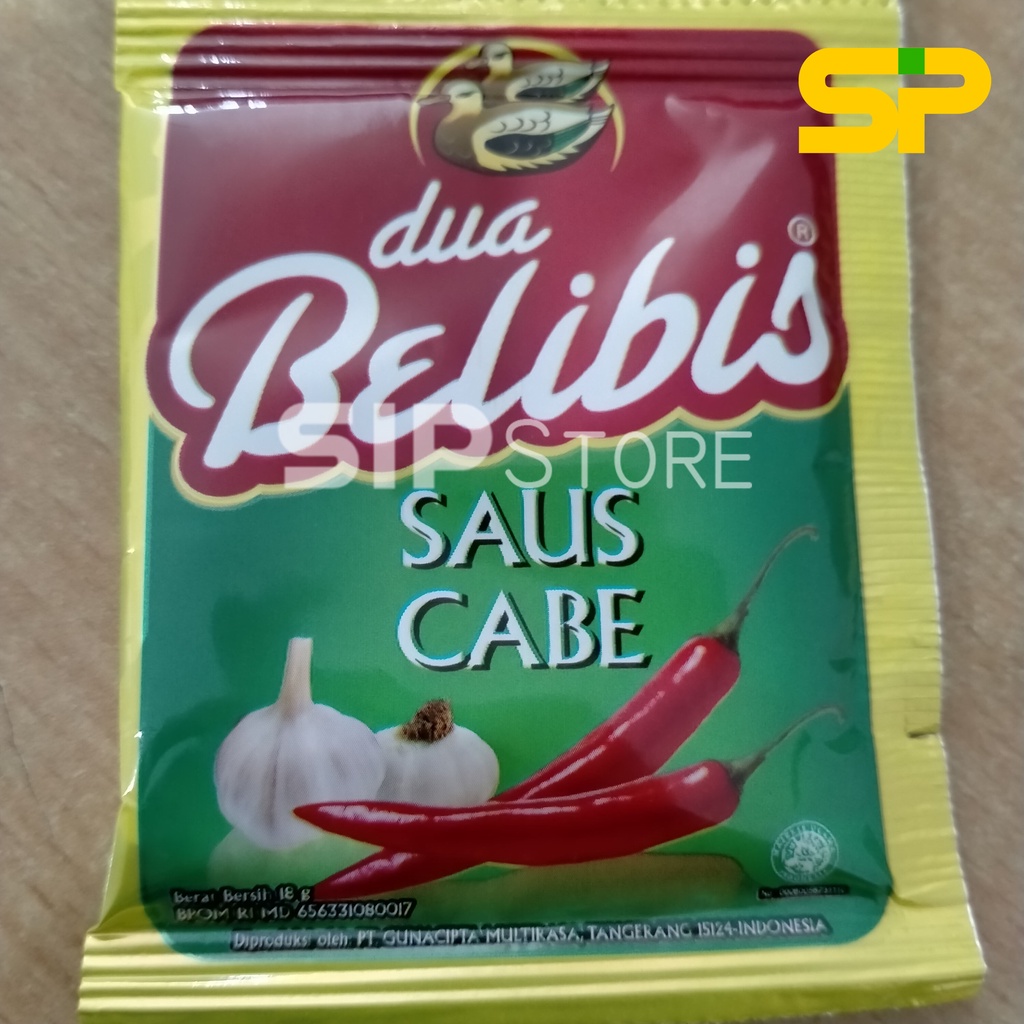 SIP
dua
Belibis®
SIP STORE
SAUS
CABE
Berat Bersih 18 g
BPOM RI MD 656331080017
Diproduksi oleh: PT. GUNACIPTA MULTIRASA, TANGERANG 15124-INDONESIA